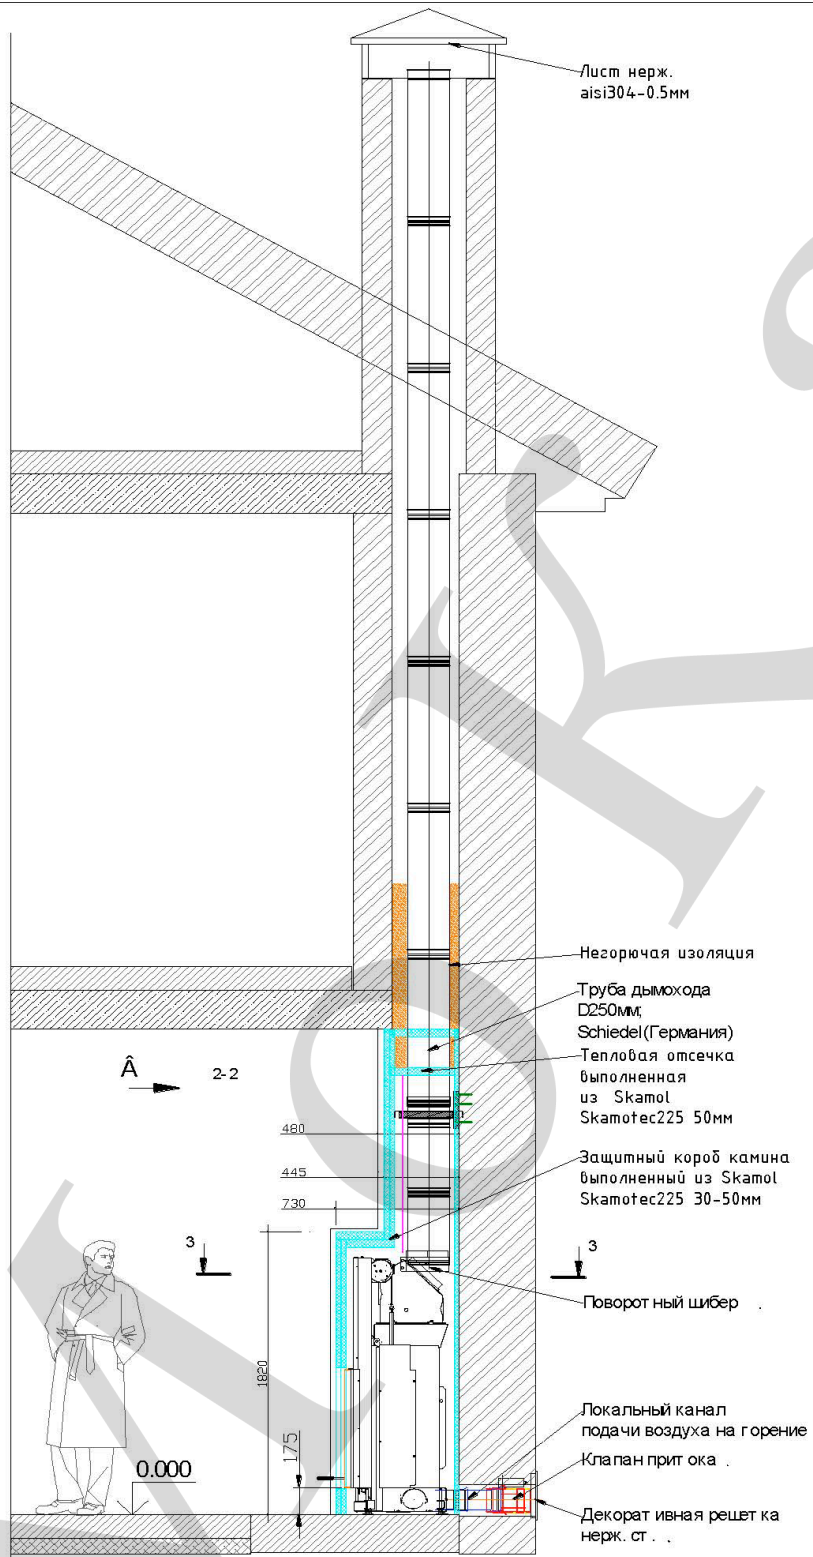 Лист нерж.
aisi304-0.5мм
Негорючая изоляция
Труба дымохода
D250мм;
Schiedel(Германия)
Тепловая отсечка
выполненная
из Skamol
Skamotec225 50мм
Â
2-2
480
Защитный короб камина
выполненный из Skamol
Skamotec225 30-50мм
445
730
3
3
Поворот ный шибер .
1820
Локальный канал
подачи воздуха на горение
175
Клапан прит ока .
0.000
Декорат ивная решет ка
нерж. ст . .